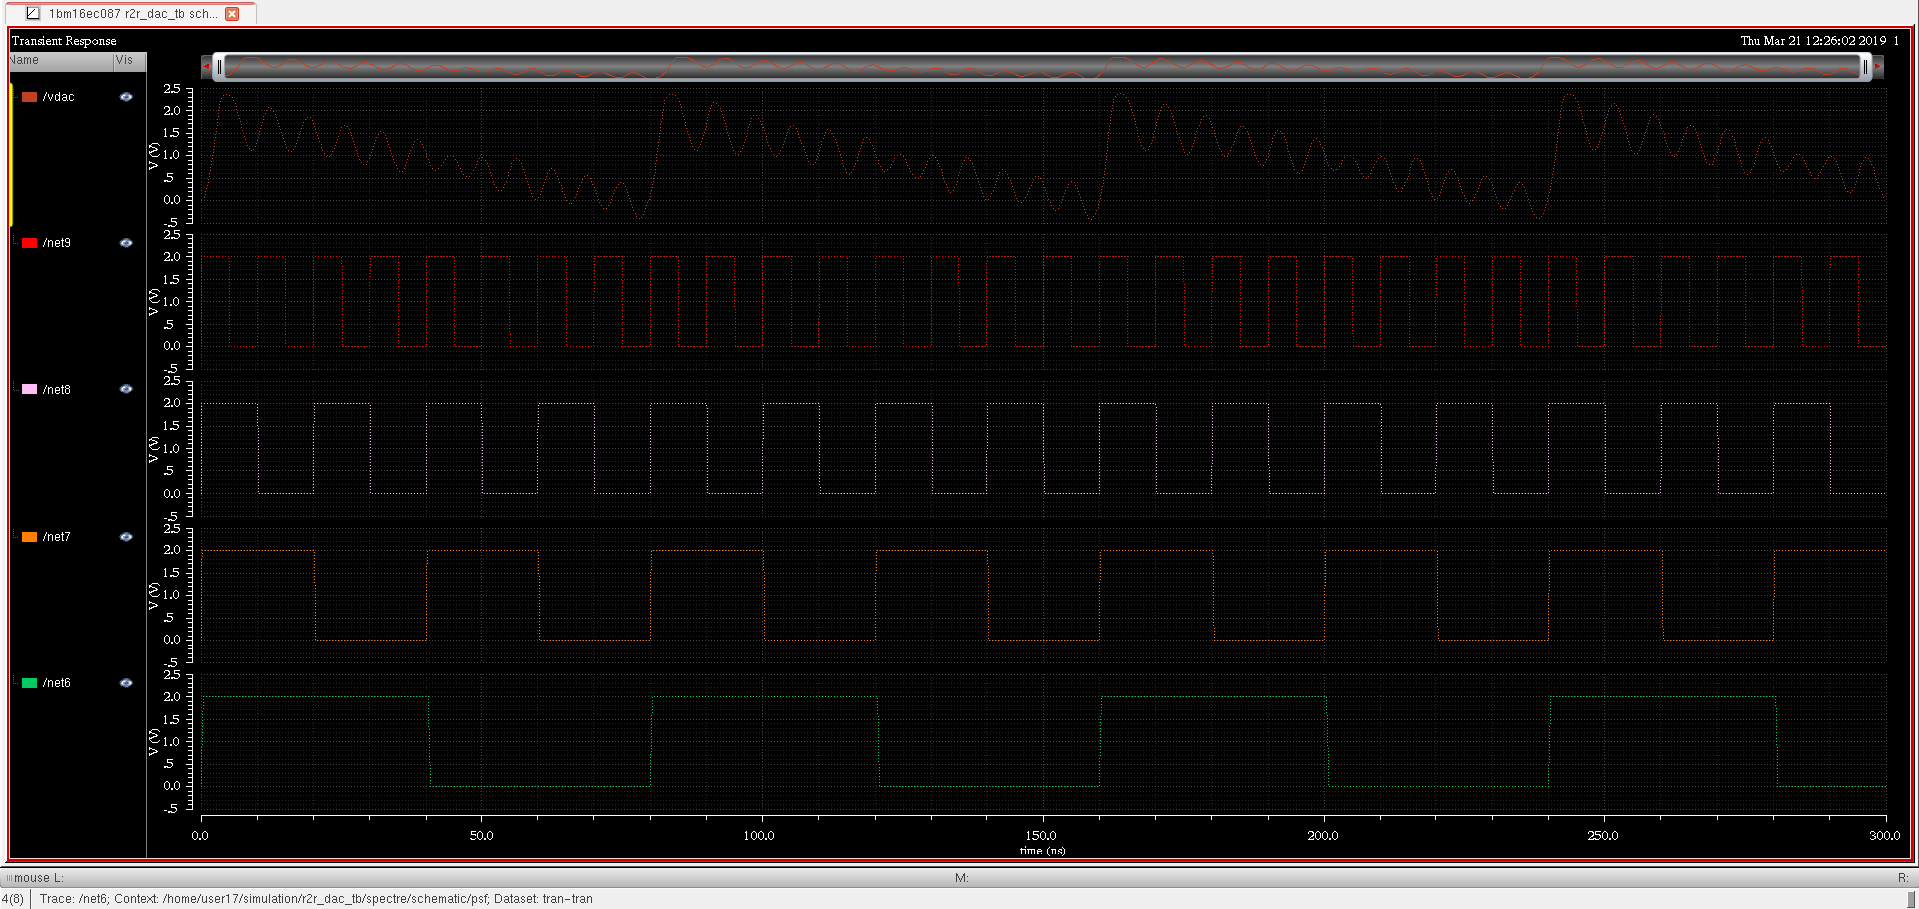 1bm16ec087 r2r_dac_tb sch...
Transient Response
Thu Mar 21 12:26:02 2019 1
Name Vis
/vdac
2.5
2.0
1.5
1.0
.5
0.0
-.5
V (V)
/net9
2.5
2.0
1.5
1.0
.5
0.0
-.5
V (V)
/net8
2.5
2.0
1.5
1.0
.5
0.0
-.5
V (V)
/net7
2.5
2.0
1.5
1.0
.5
0.0
-.5
V (V)
/net6
2.5
2.0
1.5
1.0
.5
0.0
-.5
V (V)
0.0 50.0 100.0 150.0 200.0 250.0 300.0
time (ns)
mouse L: M: R:
4(8) Trace: /net6; Context: /home/user17/simulation/r2r_dac_tb/spectre/schematic/psf; Dataset: tran-tran